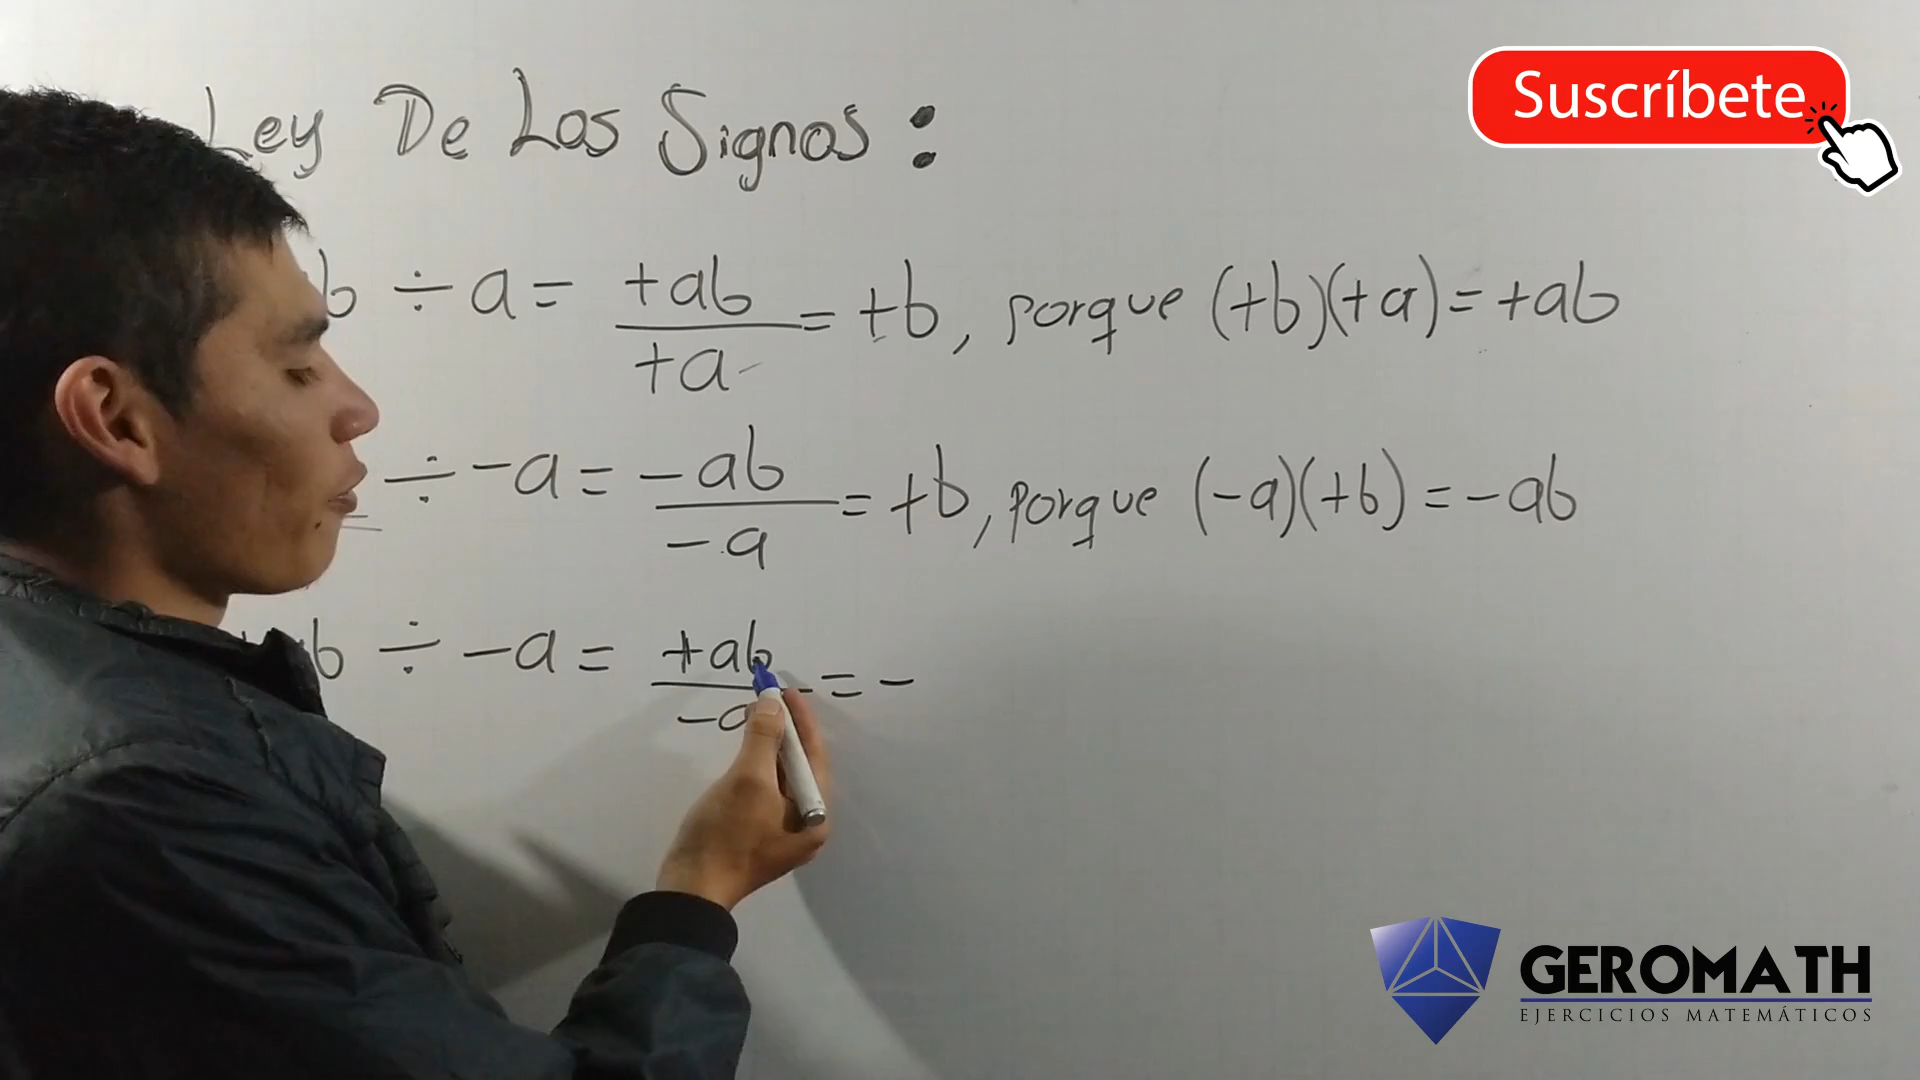 Suscríbete
Ley De Los Signos:
b ÷ a = +ab/+a = +b, porque (+b)(+a) = +ab
÷ -a = -ab/-a = +b, porque (-a)(+b) = -ab
b ÷ -a = +ab/-a = -
GEROMATH
EJERCICIOS MATEMÁTICOS